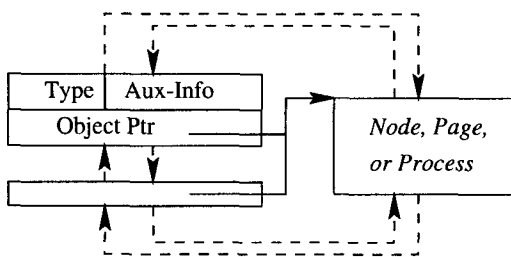 Type Aux-Info
Object Ptr
Node, Page,
or Process